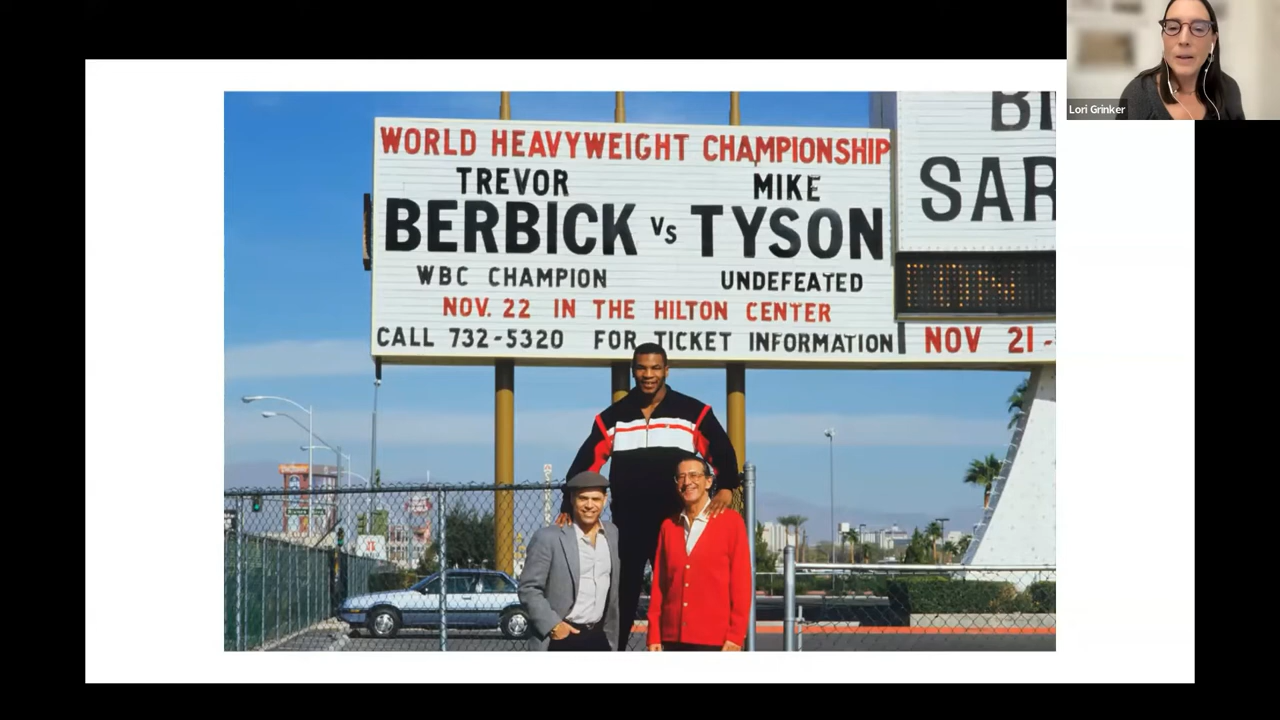 Lori Grinker
WORLD HEAVYWEIGHT CHAMPIONSHIP
TREVOR MIKE
BERBICK VS TYSON
WBC CHAMPION UNDEFEATED
NOV. 22 IN THE HILTON CENTER
CALL 732-5320 FOR TICKET INFORMATION
BI
SAR
NOV 21-